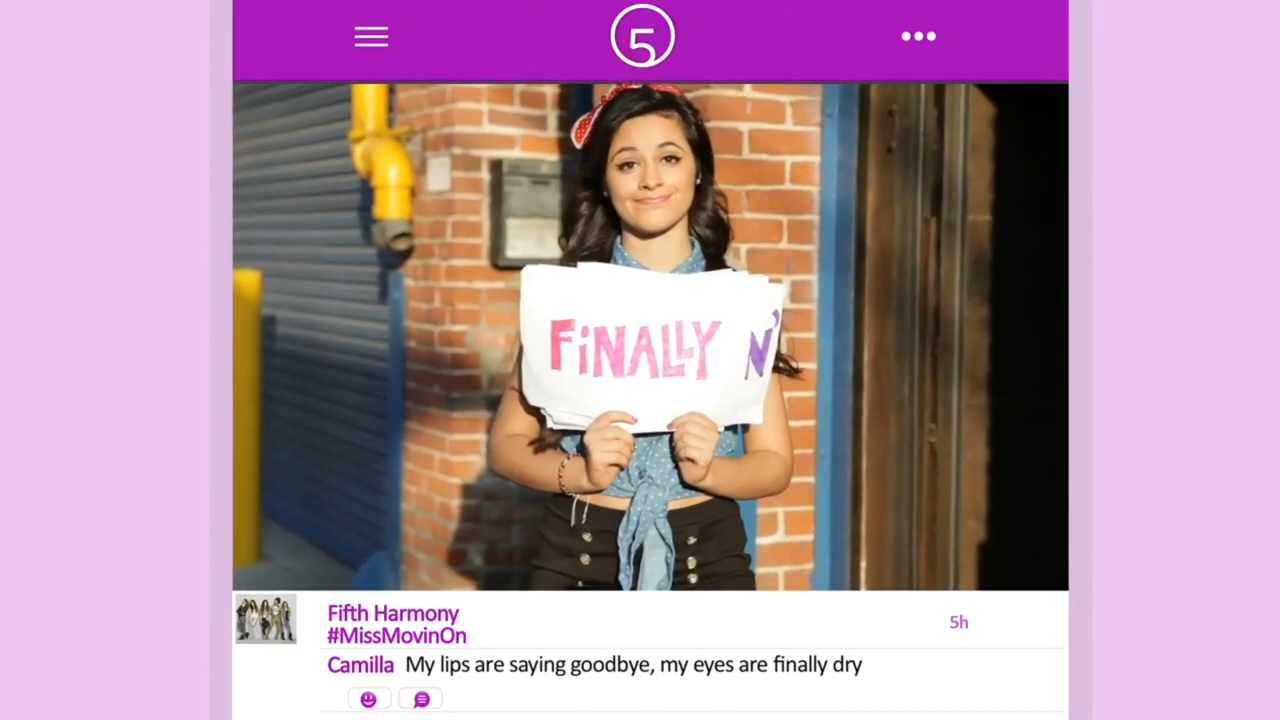 5
FiNALLY N'
Fifth Harmony
5h
#MissMovinOn
Camilla My lips are saying goodbye, my eyes are finally dry